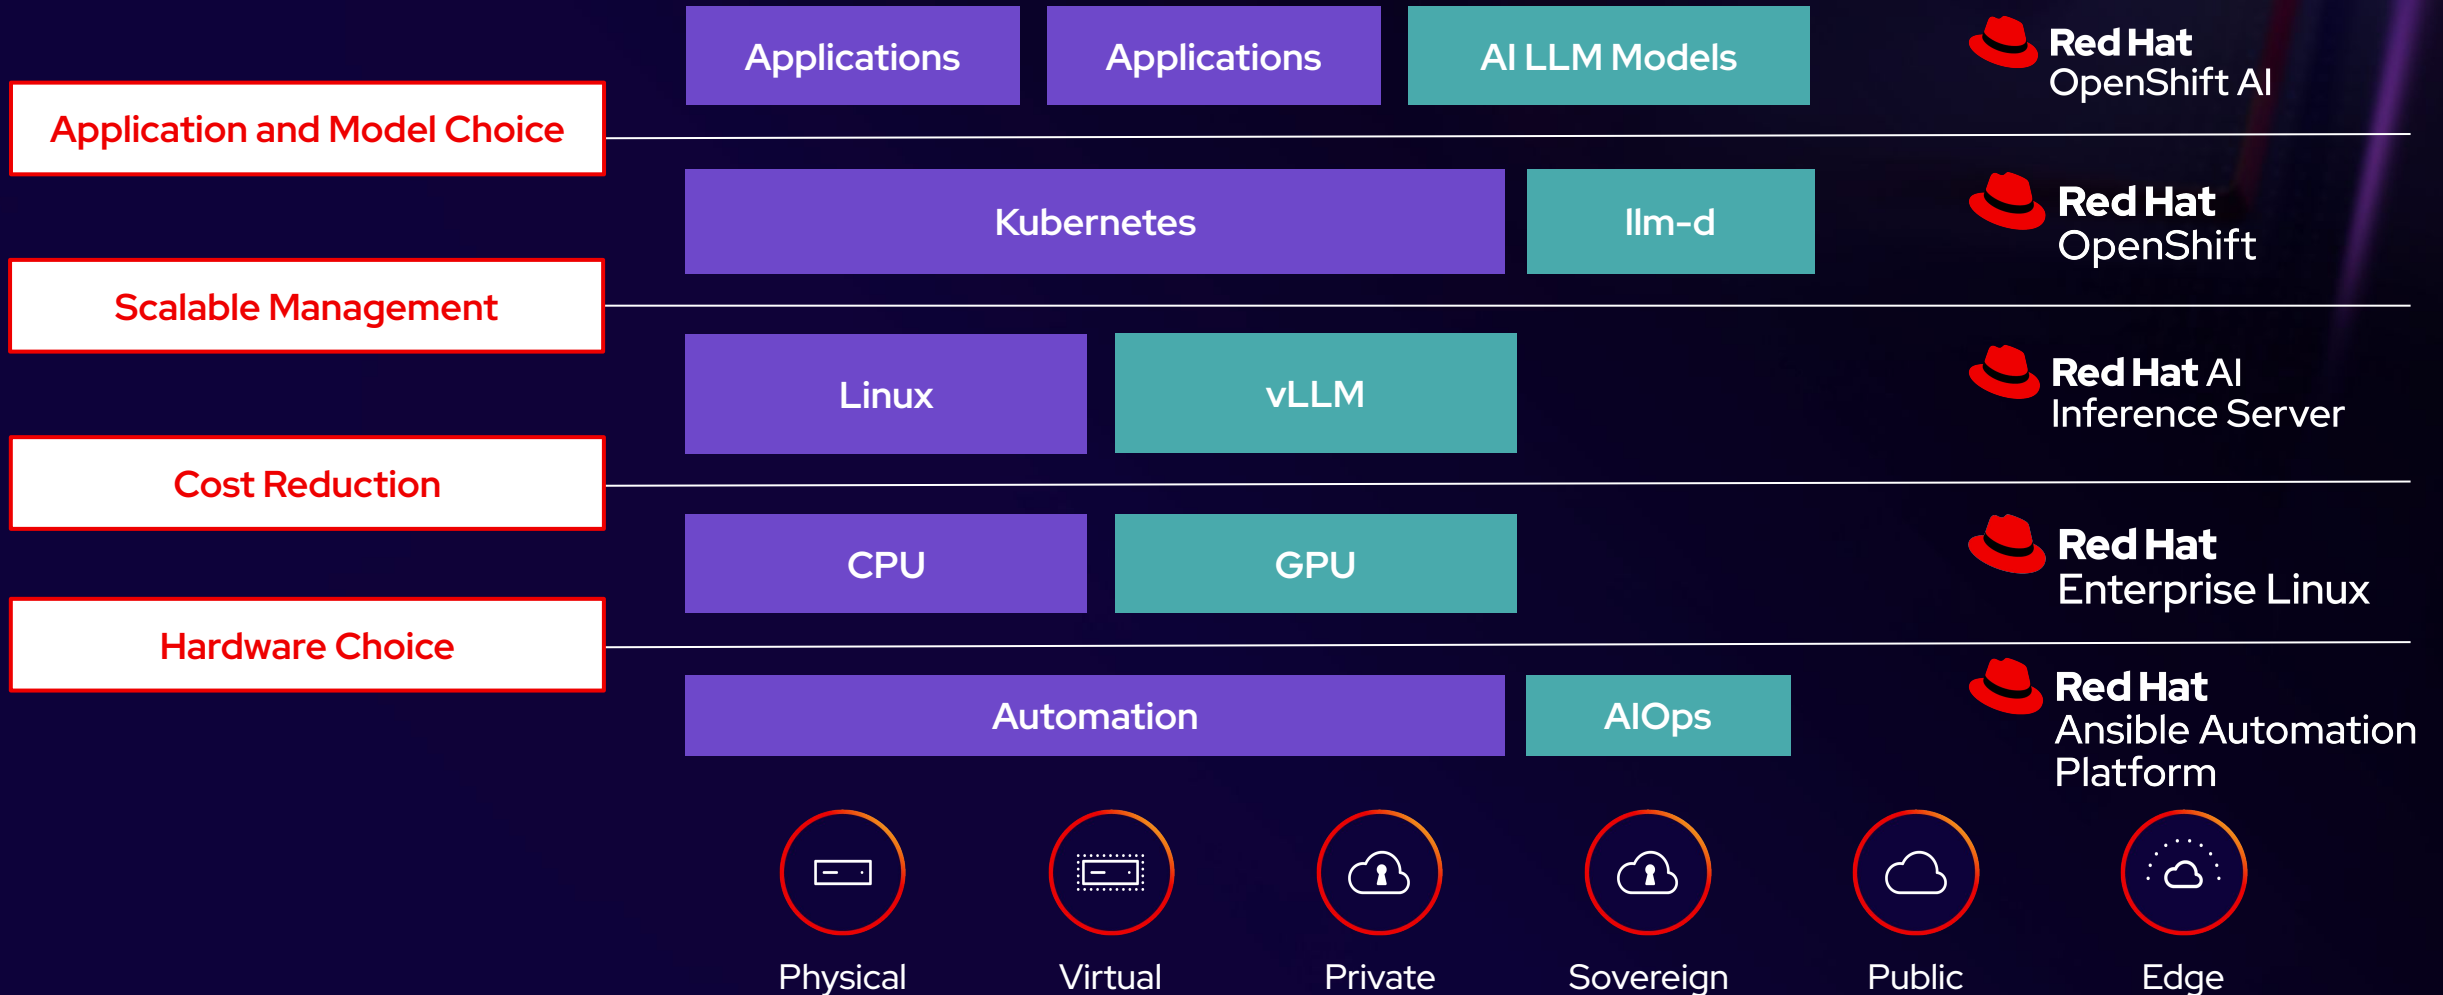 Applications
Applications
AI LLM Models
Red Hat
OpenShift AI
Application and Model Choice
Kubernetes
llm-d
Red Hat
OpenShift
Scalable Management
Linux
vLLM
Red Hat AI
Inference Server
Cost Reduction
CPU
GPU
Red Hat
Enterprise Linux
Hardware Choice
Automation
AIOps
Red Hat
Ansible Automation
Platform
Physical
Virtual
Private
Sovereign
Public
Edge